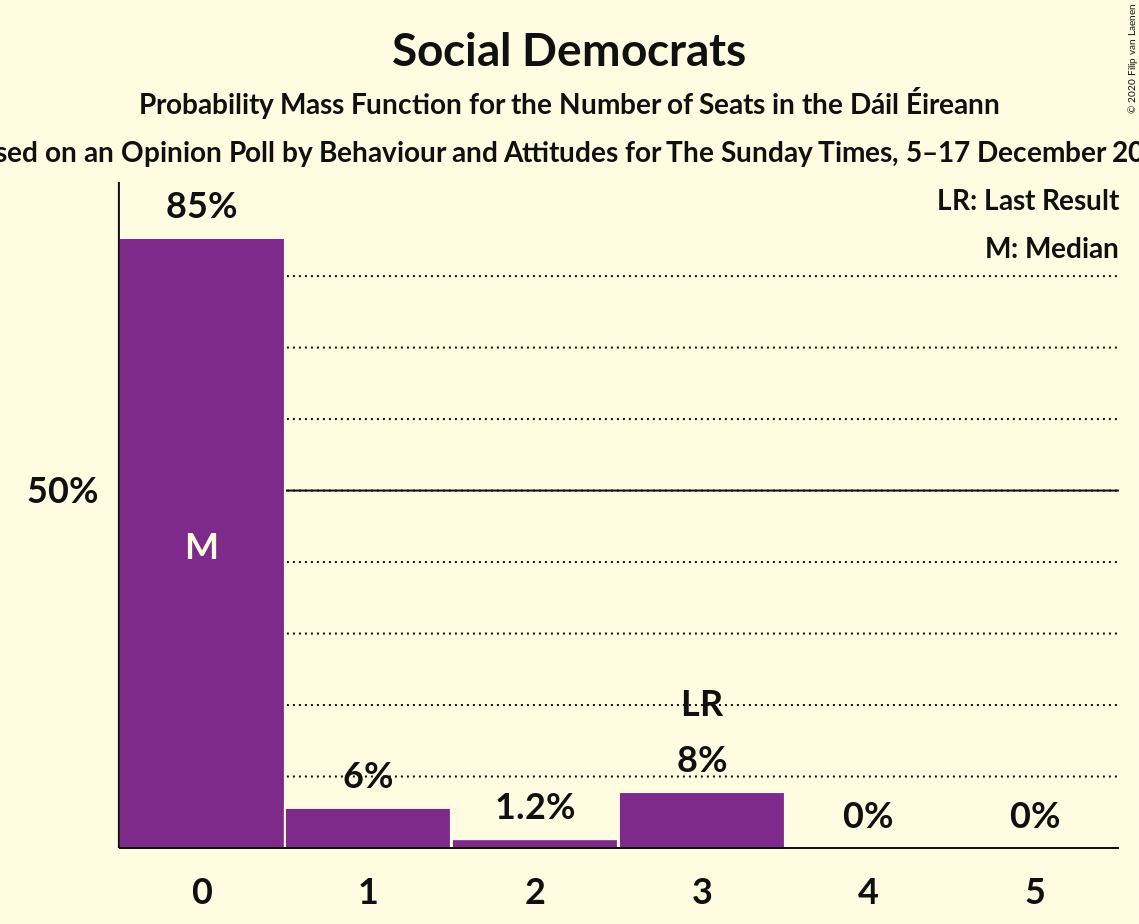 Social Democrats
Probability Mass Function for the Number of Seats in the Dáil Éireann
on an Opinion Poll by Behaviour and Attitudes for The Sunday Times, 5–17 December
LR: Last Result
M: Median
85%
50%
M
LR
6%
1.2%
8%
0%
0%
0 1 2 3 4 5
© 2020 Filip van Laenen